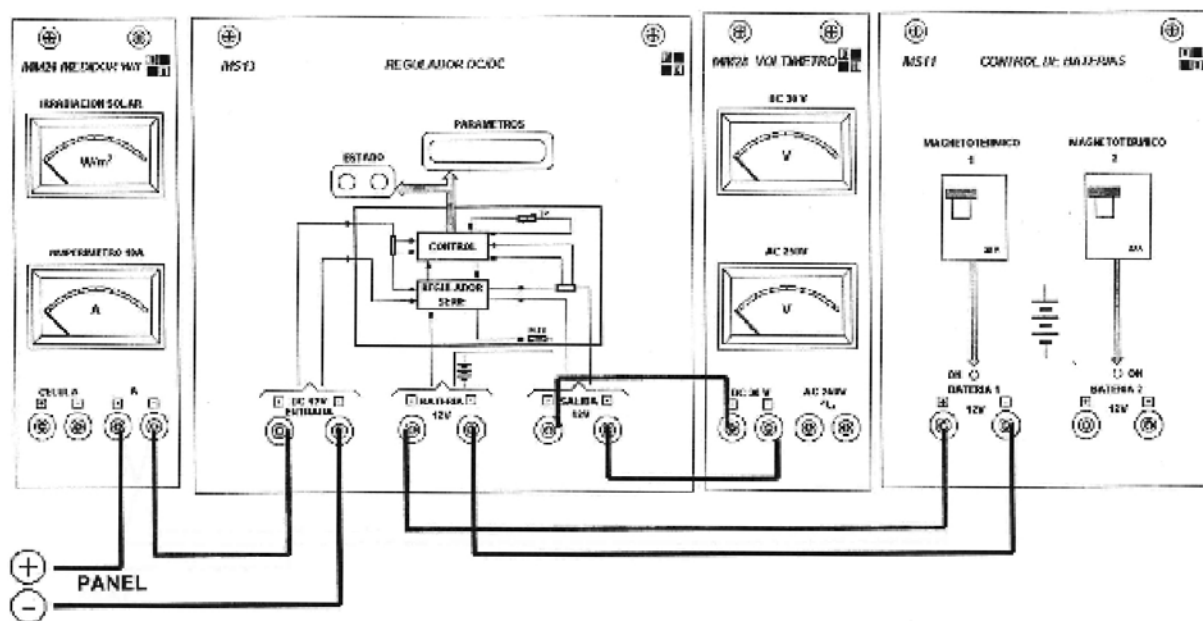 MEDIDOR
IRRADIACION SOLAR
W/m²
AMPERIMETRO 10A
A
CELULA
A
MS13
REGULADOR DC/DC
PARAMETROS
ESTADO
CONTROL
REGULADOR
SERIE
DC 12V
ENTRADA
BATERIA
12V
SALIDA
12V
VOLTIMETRO
DC 30 V
V
AC 250V
V
DC 30 V
AC 250V
MS11
CONTROL DE BATERIAS
MAGNETOTERMICO
1
MAGNETOTERMICO
2
ON
BATERIA 1
12V
ON
BATERIA 2
12V
+
PANEL
-